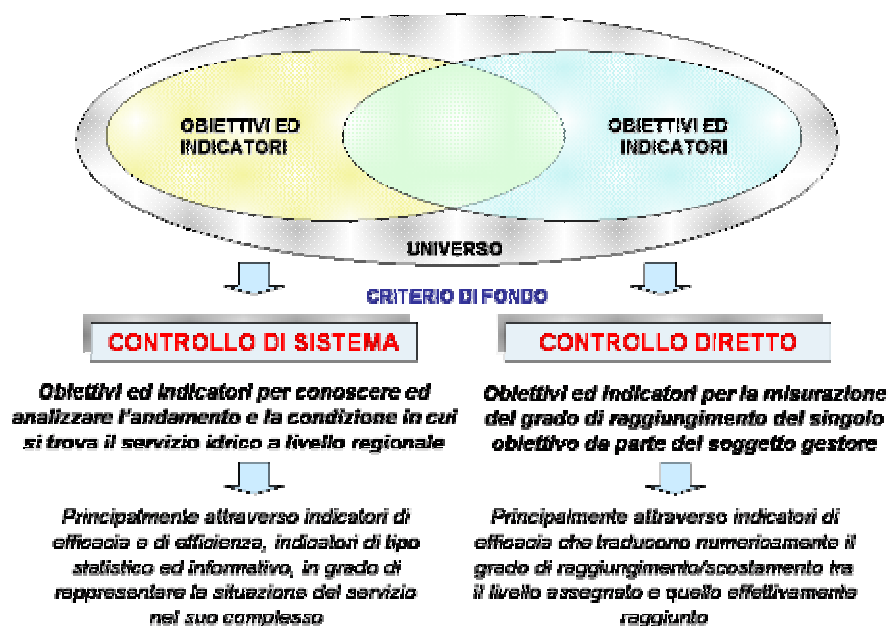 OBIETTIVI ED
INDICATORI
OBIETTIVI ED
INDICATORI
UNIVERSO
CRITERIO DI FONDO
CONTROLLO DI SISTEMA
Obiettivi ed indicatori per conoscere ed
analizzare l'andamento e la condizione in cui
si trova il servizio idrico a livello regionale
Principalmente attraverso indicatori di
efficacia e di efficienza, indicatori di tipo
statistico ed informativo, in grado di
rappresentare la situazione del servizio
nel suo complesso
CONTROLLO DIRETTO
Obiettivi ed indicatori per la misurazione
del grado di raggiungimento del singolo
obiettivo da parte del soggetto gestore
Principalmente attraverso indicatori di
efficacia che traducono numericamente il
grado di raggiungimento/scostamento tra
il livello assegnato e quello effettivamente
raggiunto